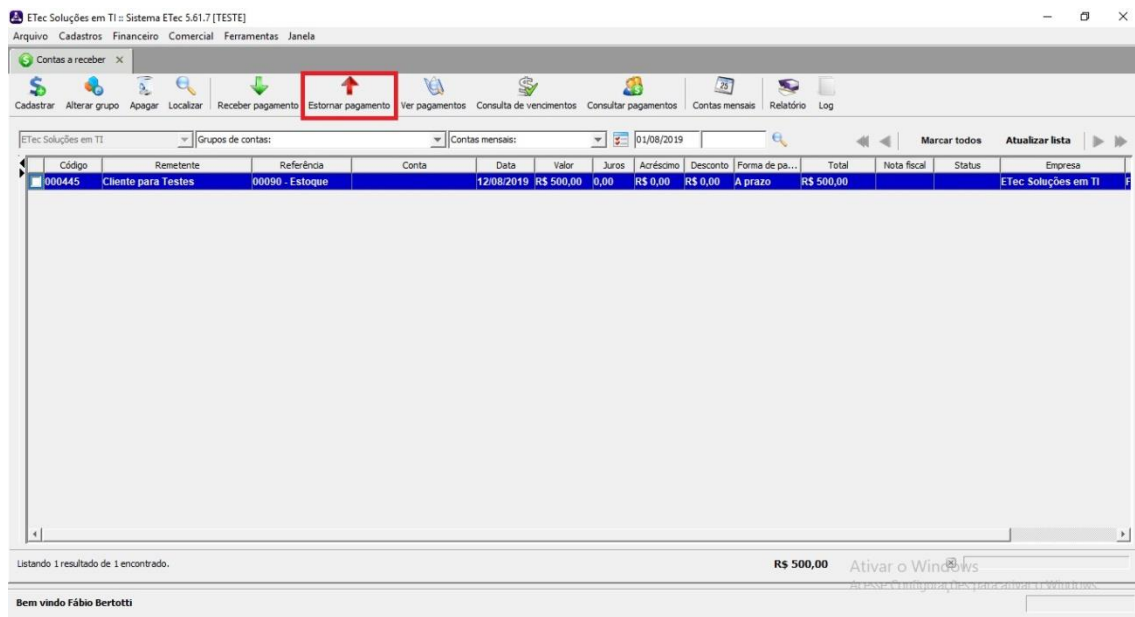 ETec Soluções em TI :: Sistema ETec 5.61.7 [TESTE]
Arquivo Cadastros Financeiro Comercial Ferramentas Janela
Contas a receber
Cadastrar Alterar grupo Apagar Localizar Receber pagamento Estornar pagamento Ver pagamentos Consulta de vencimentos Consultar pagamentos Contas mensais Relatório Log
ETec Soluções em TI Grupos de contas: Contas mensais: 01/08/2019 Marcar todos Atualizar lista
Código Remetente Referência Conta Data Valor Juros Acréscimo Desconto Forma de pa... Total Nota fiscal Status Empresa
000445 Cliente para Testes 00090 - Estoque 12/08/2019 R$ 500,00 0,00 R$ 0,00 R$ 0,00 A prazo R$ 500,00 ETec Soluções em TI F
Listando 1 resultado de 1 encontrado. R$ 500,00 Ativar o Windows
Acesse Configurações para ativar o Windows.
Bem vindo Fábio Bertotti